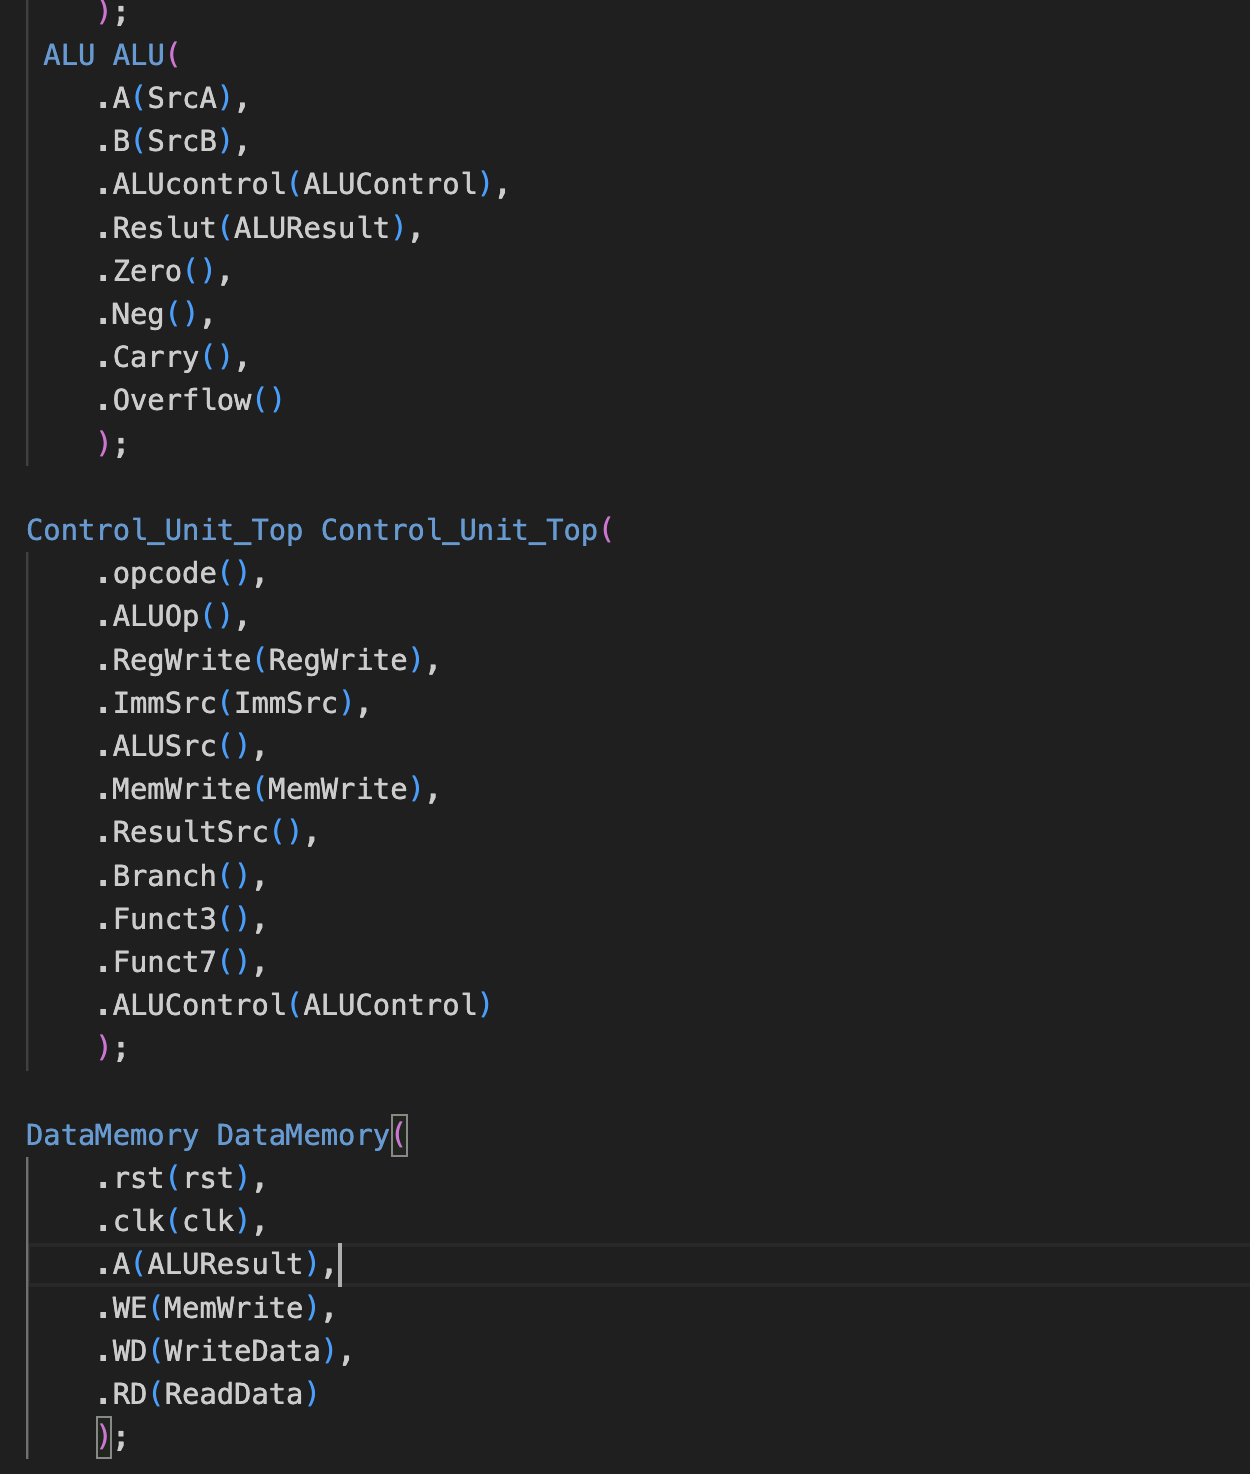 );
ALU ALU(
.A(SrcA),
.B(SrcB),
.ALUcontrol(ALUControl),
.Reslut(ALUResult),
.Zero(),
.Neg(),
.Carry(),
.Overflow()
);
Control_Unit_Top Control_Unit_Top(
.opcode(),
.ALUOp(),
.RegWrite(RegWrite),
.ImmSrc(ImmSrc),
.ALUSrc(),
.MemWrite(MemWrite),
.ResultSrc(),
.Branch(),
.Funct3(),
.Funct7(),
.ALUControl(ALUControl)
);
DataMemory DataMemory(
.rst(rst),
.clk(clk),
.A(ALUResult),
.WE(MemWrite),
.WD(WriteData),
.RD(ReadData)
);